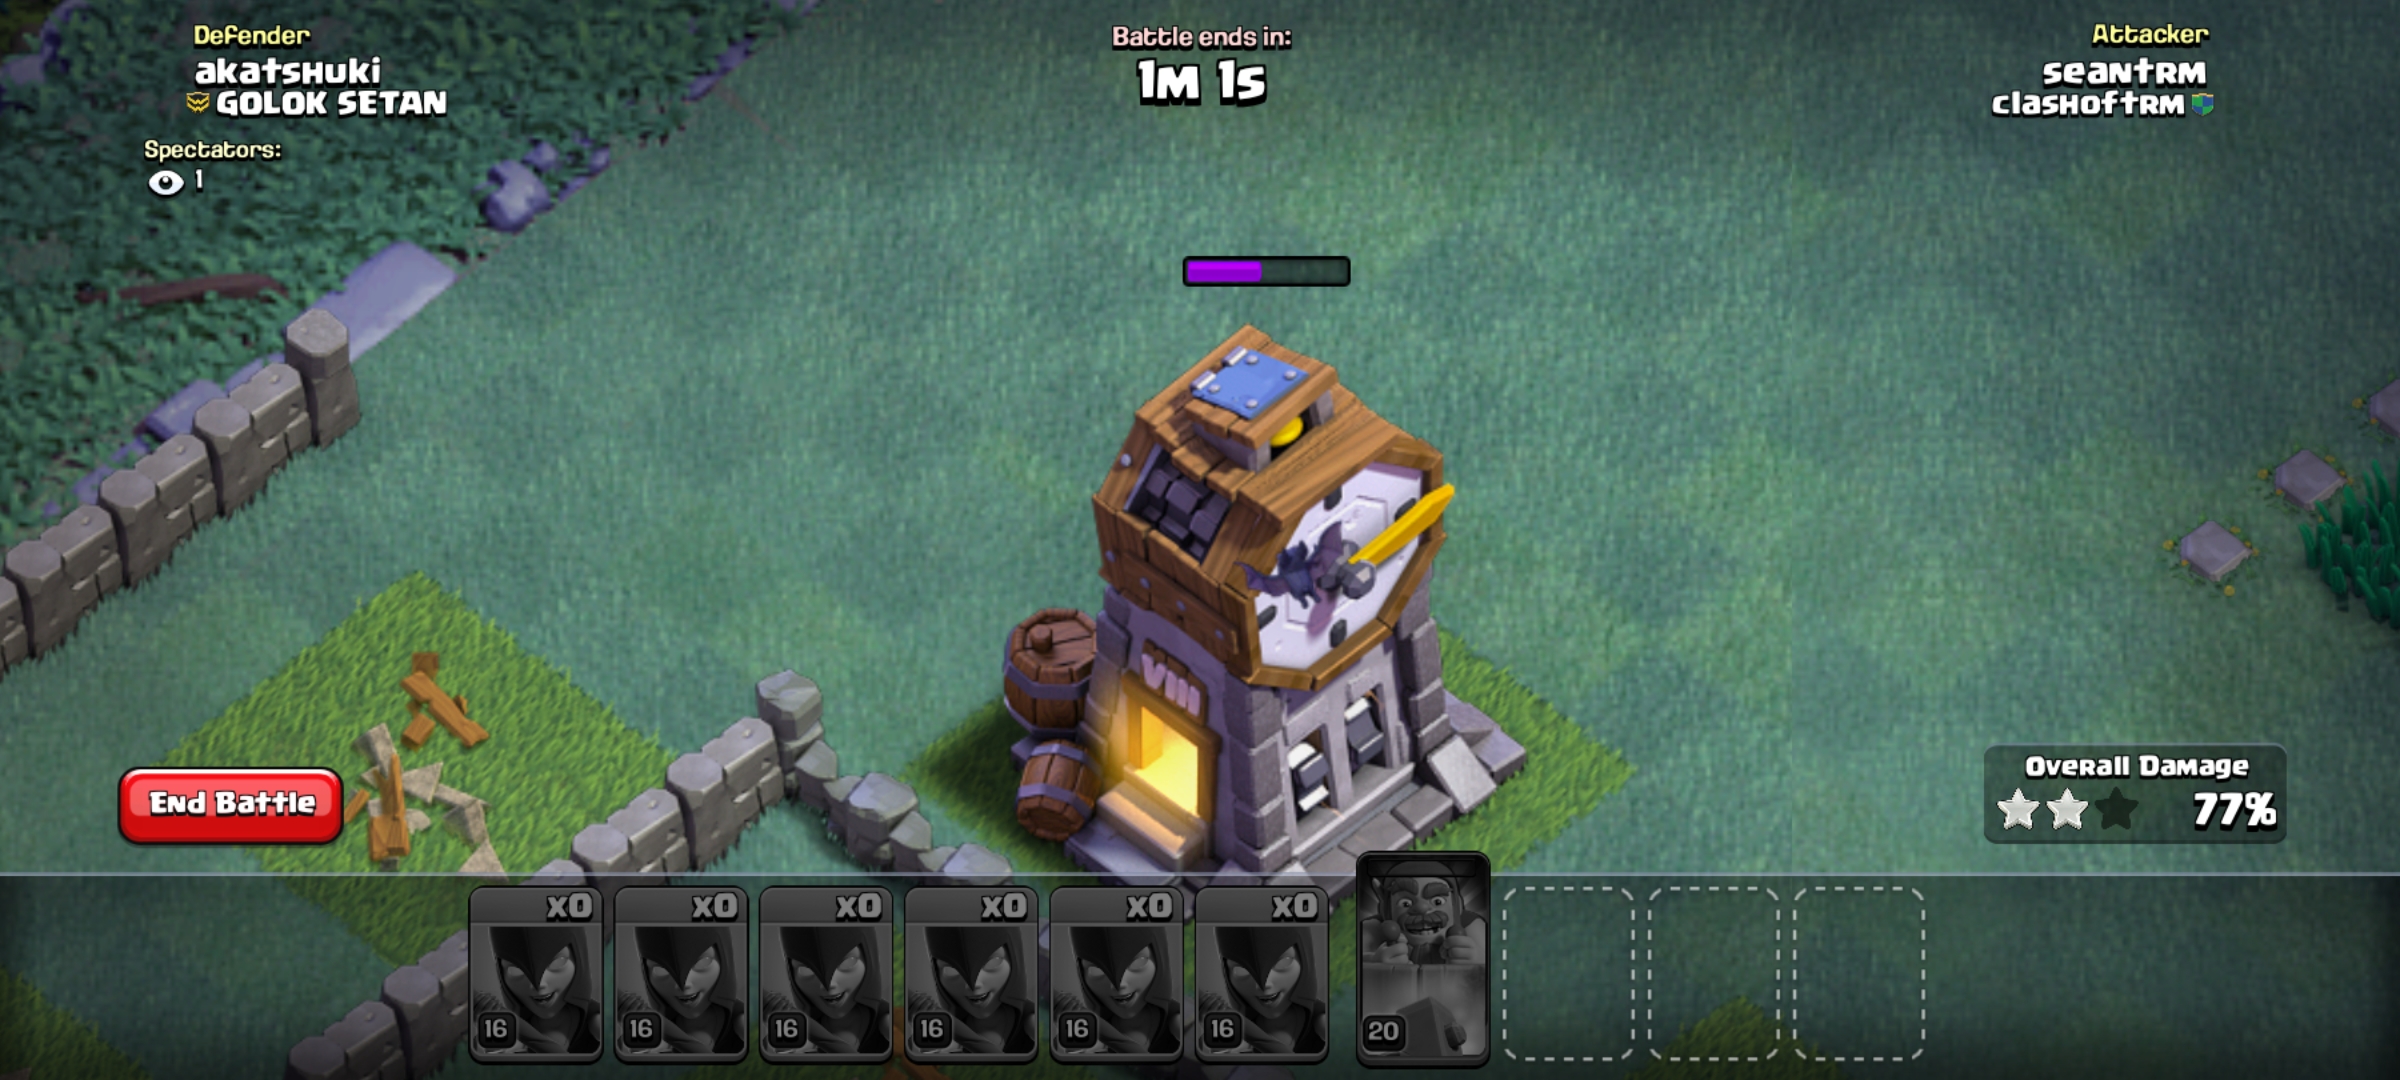 Defender
akatsHuki
GOLOK SETAN
Spectators:
1
Battle ends in:
1M 1s
Attacker
seantRM
clasHoftRM
VIII
End Battle
Overall Damage
77%
x0 x0 x0 x0 x0 x0
16 16 16 16 16 16 20